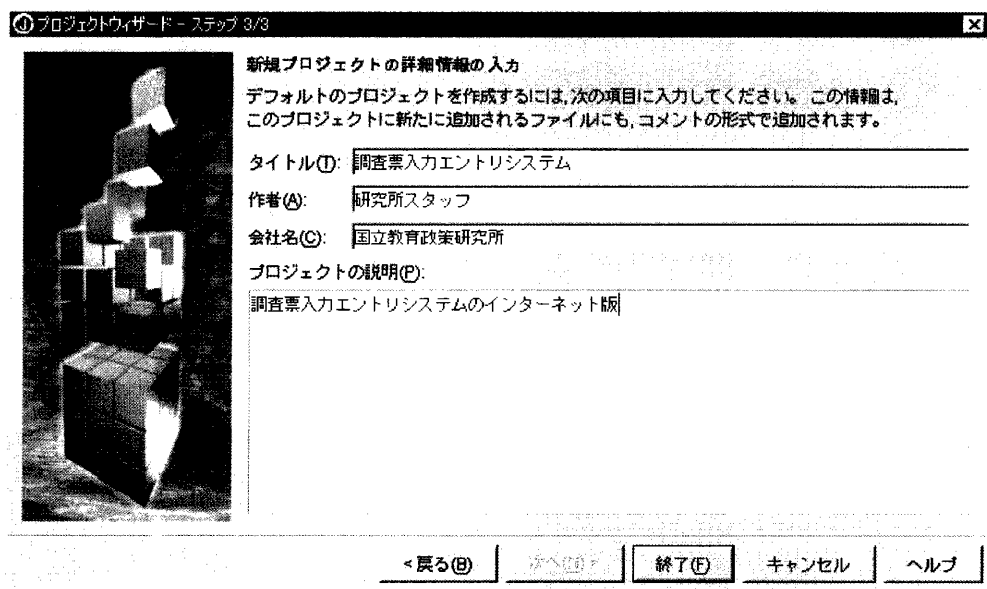 プロジェクトウィザード - ステップ 3/3
新規プロジェクトの詳細情報の入力
デフォルトのプロジェクトを作成するには,次の項目に入力してください。 この情報は,
このプロジェクトに新たに追加されるファイルにも,コメントの形式で追加されます。
タイトル(T): 調査票入力エントリシステム
作者(A): 研究所スタッフ
会社名(C): 国立教育政策研究所
プロジェクトの説明(P):
調査票入力エントリシステムのインターネット版
<戻る(B) 次へ(N)> 終了(F) キャンセル ヘルプ